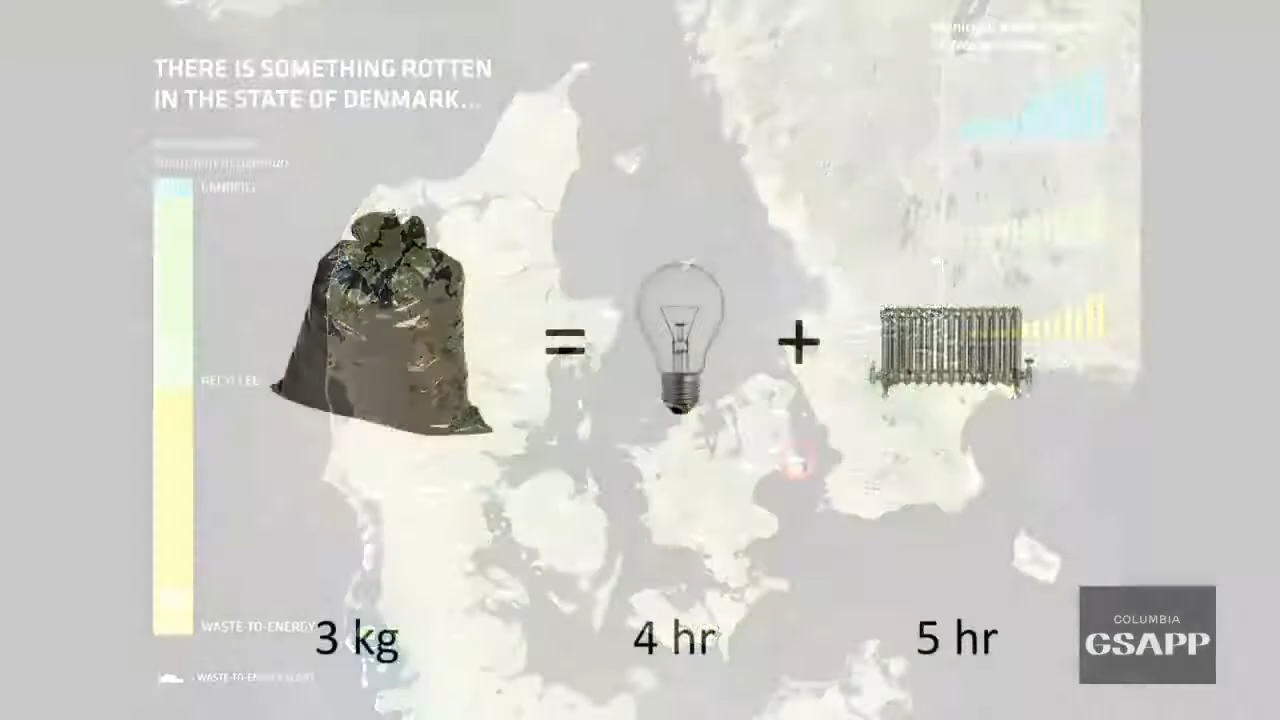 THERE IS SOMETHING ROTTEN
IN THE STATE OF DENMARK...
LANDFILL
RECYCLED
=
+
WASTE-TO-ENERGY
3 kg
4 hr
5 hr
COLUMBIA
GSAPP